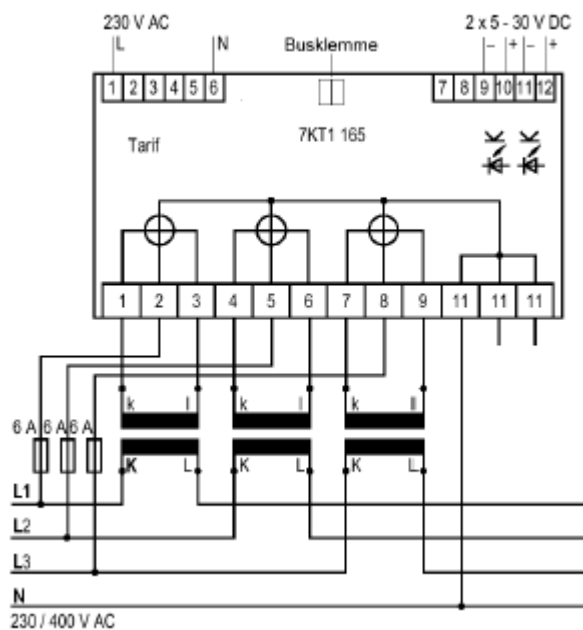 230 V AC 2 x 5 - 30 V DC
L N Busklemme – + – +
1 2 3 4 5 6 7 8 9 10 11 12
7KT1 165
Tarif
1 2 3 4 5 6 7 8 9 11 11 11
k l k l k ll
6 A 6 A 6 A
K L K L K L
L1
L2
L3
N
230 / 400 V AC